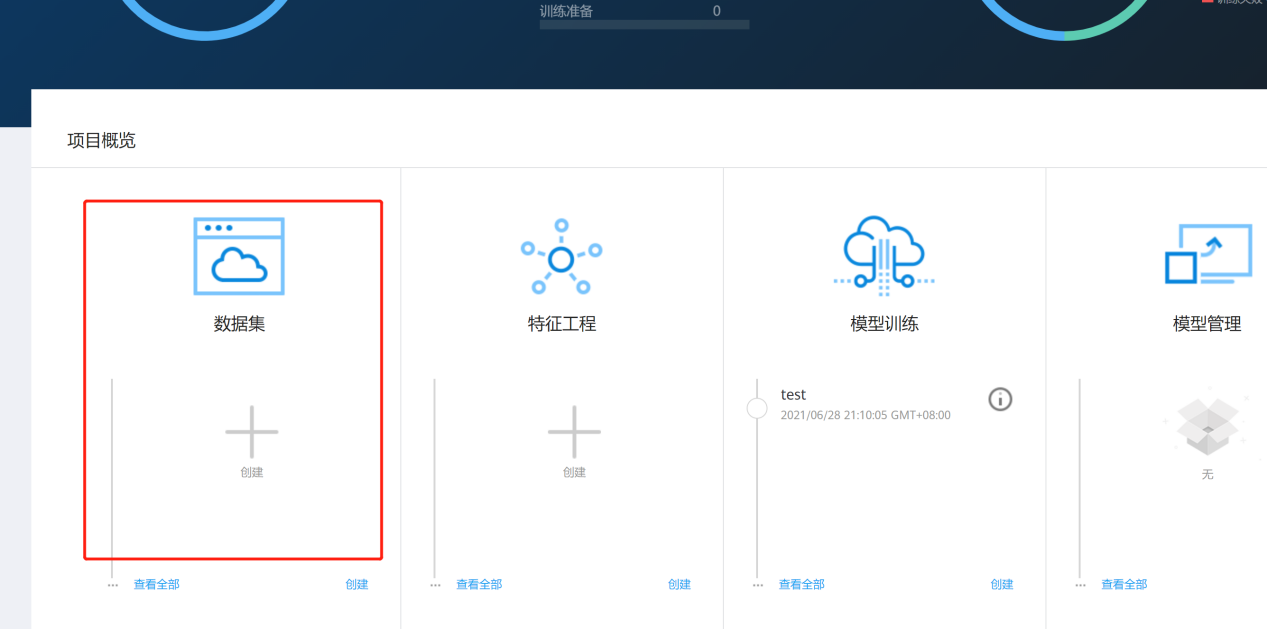 训练准备 0
项目概览
数据集
特征工程
模型训练
模型管理
test
2021/06/28 21:10:05 GMT+08:00
创建
创建
无
... 查看全部 创建
... 查看全部 创建
... 查看全部 创建
... 查看全部